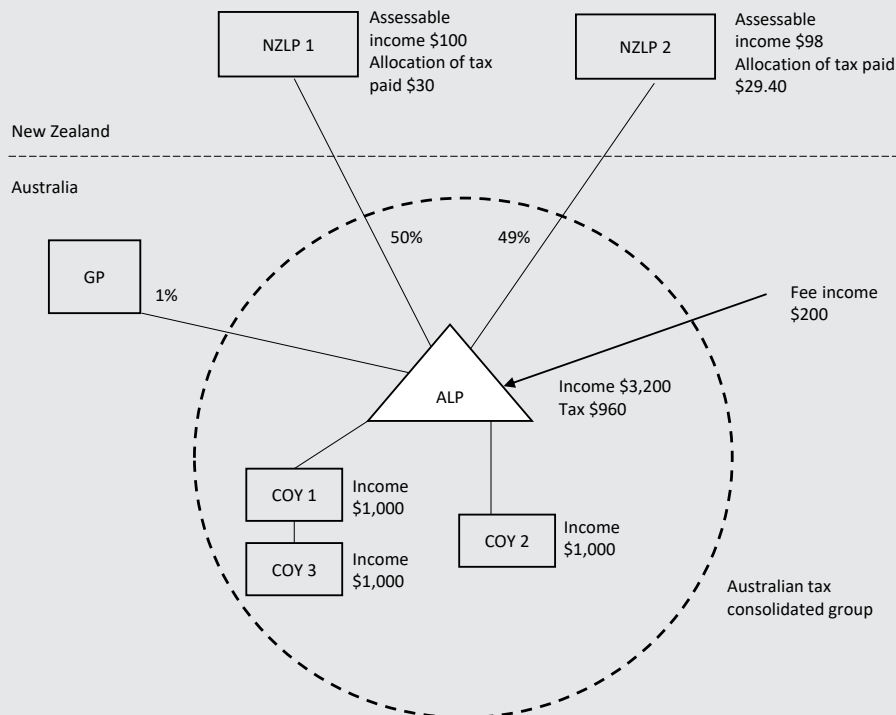 NZLP 1
Assessable
income $100
Allocation of tax
paid $30
NZLP 2
Assessable
income $98
Allocation of tax paid
$29.40
New Zealand
Australia
50%
49%
GP
1%
Fee income
$200
ALP
Income $3,200
Tax $960
COY 1
Income
$1,000
COY 2
Income
$1,000
COY 3
Income
$1,000
Australian tax
consolidated group